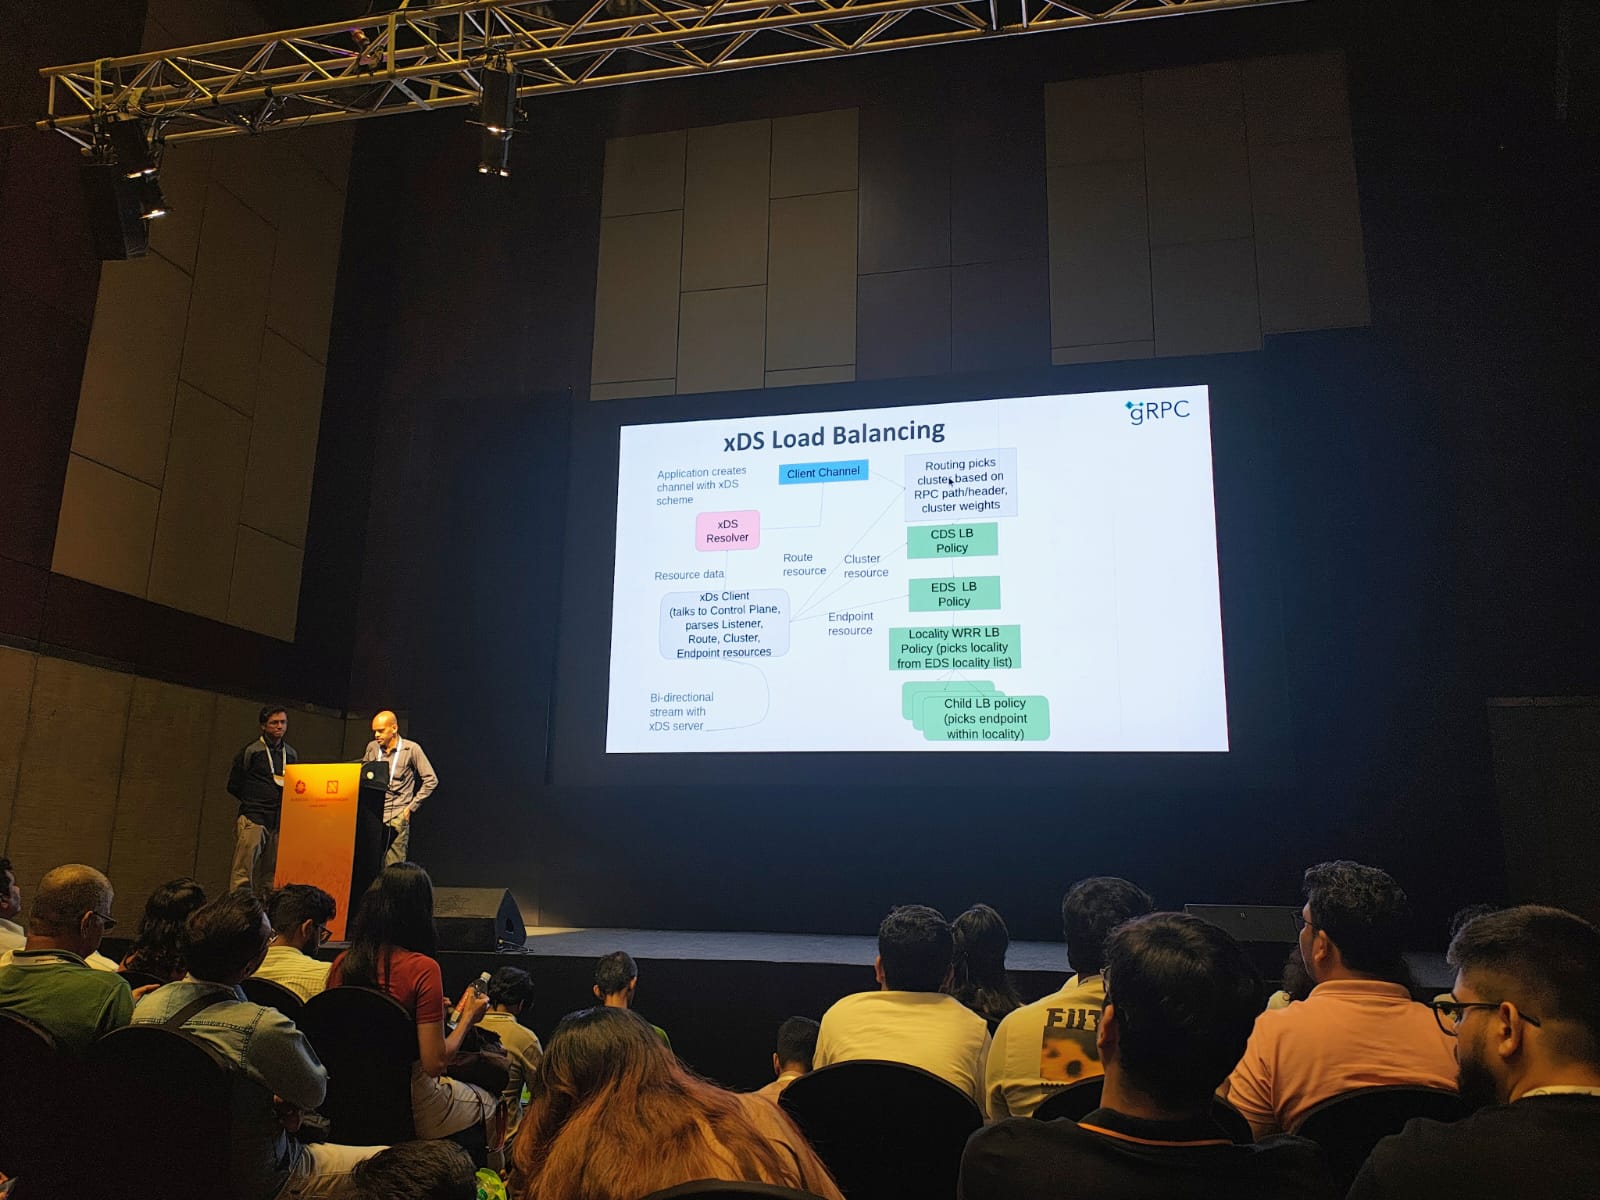 gRPC
xDS Load Balancing
Application creates
channel with xDS
scheme
Client Channel
Routing picks
cluster based on
RPC path/header,
cluster weights
xDS
Resolver
CDS LB
Policy
Route
resource
Cluster
resource
Resource data
EDS LB
Policy
xDs Client
(talks to Control Plane,
parses Listener,
Route, Cluster,
Endpoint resources
Endpoint
resource
Locality WRR LB
Policy (picks locality
from EDS locality list)
Bi-directional
stream with
xDS server
Child LB policy
(picks endpoint
within locality)